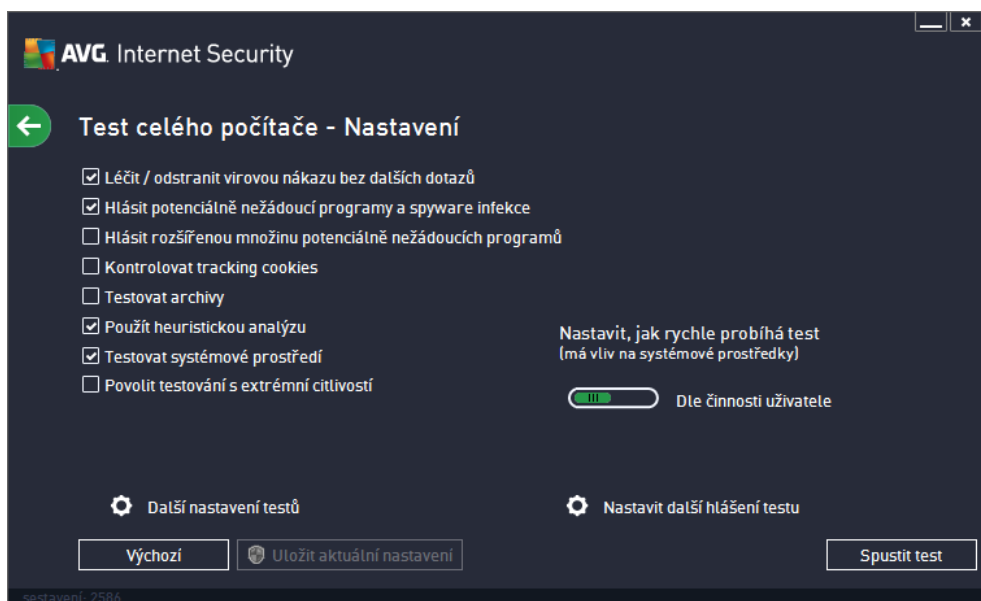 AVG. Internet Security
Test celého počítače - Nastavení
Léčit / odstranit virovou nákazu bez dalších dotazů
Hlásit potenciálně nežádoucí programy a spyware infekce
Hlásit rozšířenou množinu potenciálně nežádoucích programů
Kontrolovat tracking cookies
Testovat archivy
Použít heuristickou analýzu
Testovat systémové prostředí
Povolit testování s extrémní citlivostí
Nastavit, jak rychle probíhá test
(má vliv na systémové prostředky)
Dle činnosti uživatele
Další nastavení testů
Nastavit další hlášení testu
Výchozí
Uložit aktuální nastavení
Spustit test
sestavení: 2586